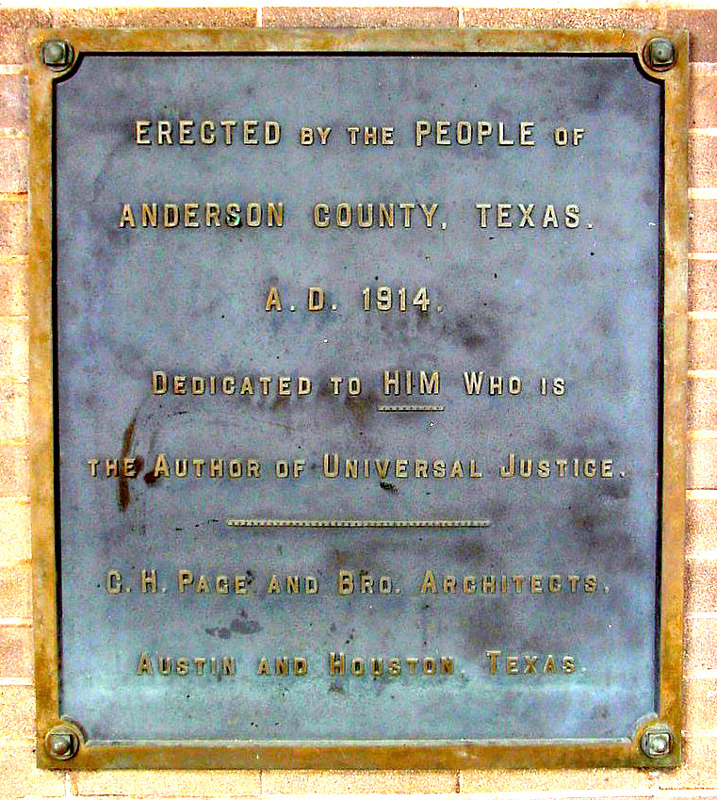 ERECTED BY THE PEOPLE OF
ANDERSON COUNTY, TEXAS.
A.D. 1914.
DEDICATED TO HIM WHO IS
THE AUTHOR OF UNIVERSAL JUSTICE.
C.H. PAGE AND BRO. ARCHITECTS,
AUSTIN AND HOUSTON, TEXAS.